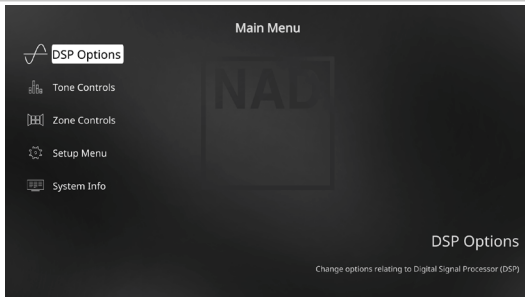 Main Menu
DSP Options
Tone Controls
Zone Controls
Setup Menu
System Info
NAD
DSP Options
Change options relating to Digital Signal Processor (DSP)